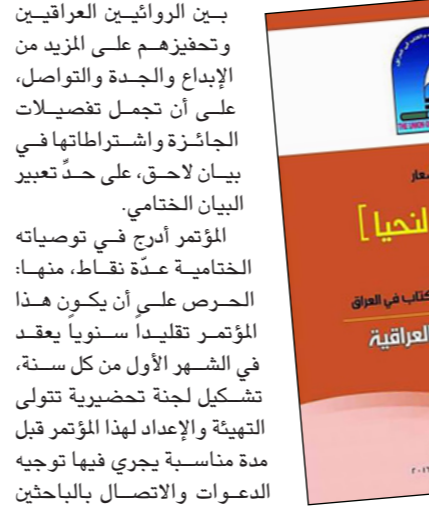 بين الروائيين العراقيين
وتحفيزهم على المزيد من
الإبداع والجدة والتواصل،
على أن تجمل تفصيلات
الجائزة واشتراطاتها في
بيان لاحق، على حدِّ تعبير
البيان الختامي.
المؤتمر أدرج في توصياته
الختامية عدّة نقاط، منها:
الحرص على أن يكون هذا
المؤتمر تقليداً سنوياً يعقد
في الشهر الأول من كل سنة،
تشكيل لجنة تحضيرية تتولى
التهيئة والإعداد لهذا المؤتمر قبل
مدة مناسبة يجري فيها توجيه
الدعوات والاتصال بالباحثين
لنحيا ]
كتاب في العراق
العراقية